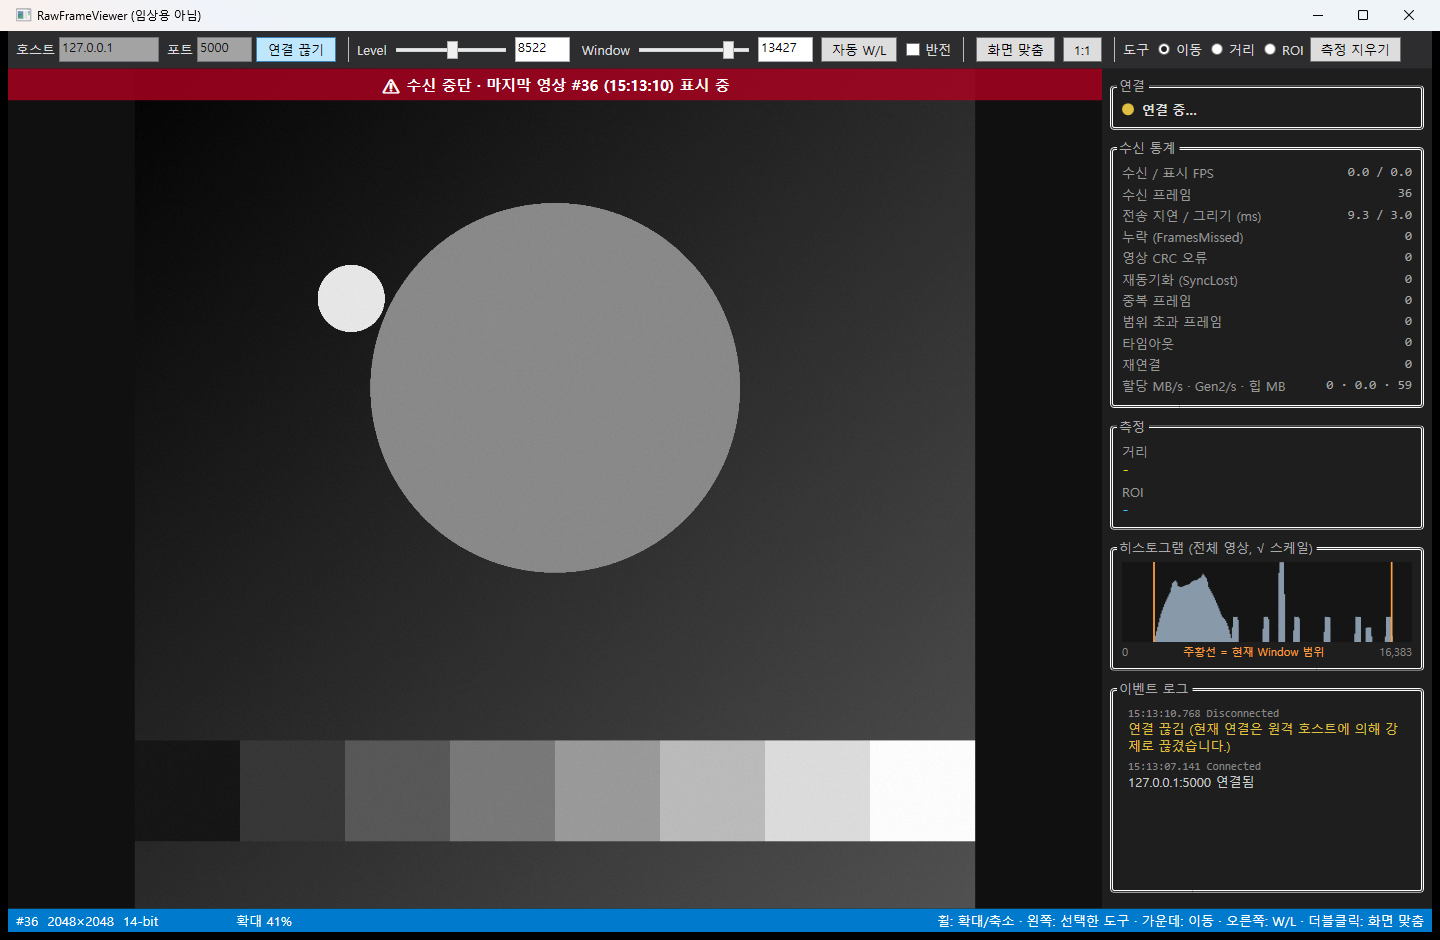 RawFrameViewer (임상용 아님)
호스트 127.0.0.1 포트 5000 연결 끊기 Level 8522 Window 13427 자동 W/L 반전 화면 맞춤 1:1 도구 이동 거리 ROI 측정 지우기
⚠ 수신 중단 · 마지막 영상 #36 (15:13:10) 표시 중
연결
연결 중...
수신 통계
수신 / 표시 FPS 0.0 / 0.0
수신 프레임 36
전송 지연 / 그리기 (ms) 9.3 / 3.0
누락 (FramesMissed) 0
영상 CRC 오류 0
재동기화 (SyncLost) 0
중복 프레임 0
범위 초과 프레임 0
타임아웃 0
재연결 0
할당 MB/s · Gen2/s · 힙 MB 0 · 0.0 · 59
측정
거리
-
ROI
-
히스토그램 (전체 영상, √ 스케일)
0 주황선 = 현재 Window 범위 16,383
이벤트 로그
15:13:10.768 Disconnected
연결 끊김 (현재 연결은 원격 호스트에 의해 강
제로 끊겼습니다.)
15:13:07.141 Connected
127.0.0.1:5000 연결됨
#36 2048×2048 14-bit 확대 41% 휠: 확대/축소 · 왼쪽: 선택한 도구 · 가운데: 이동 · 오른쪽: W/L · 더블클릭: 화면 맞춤